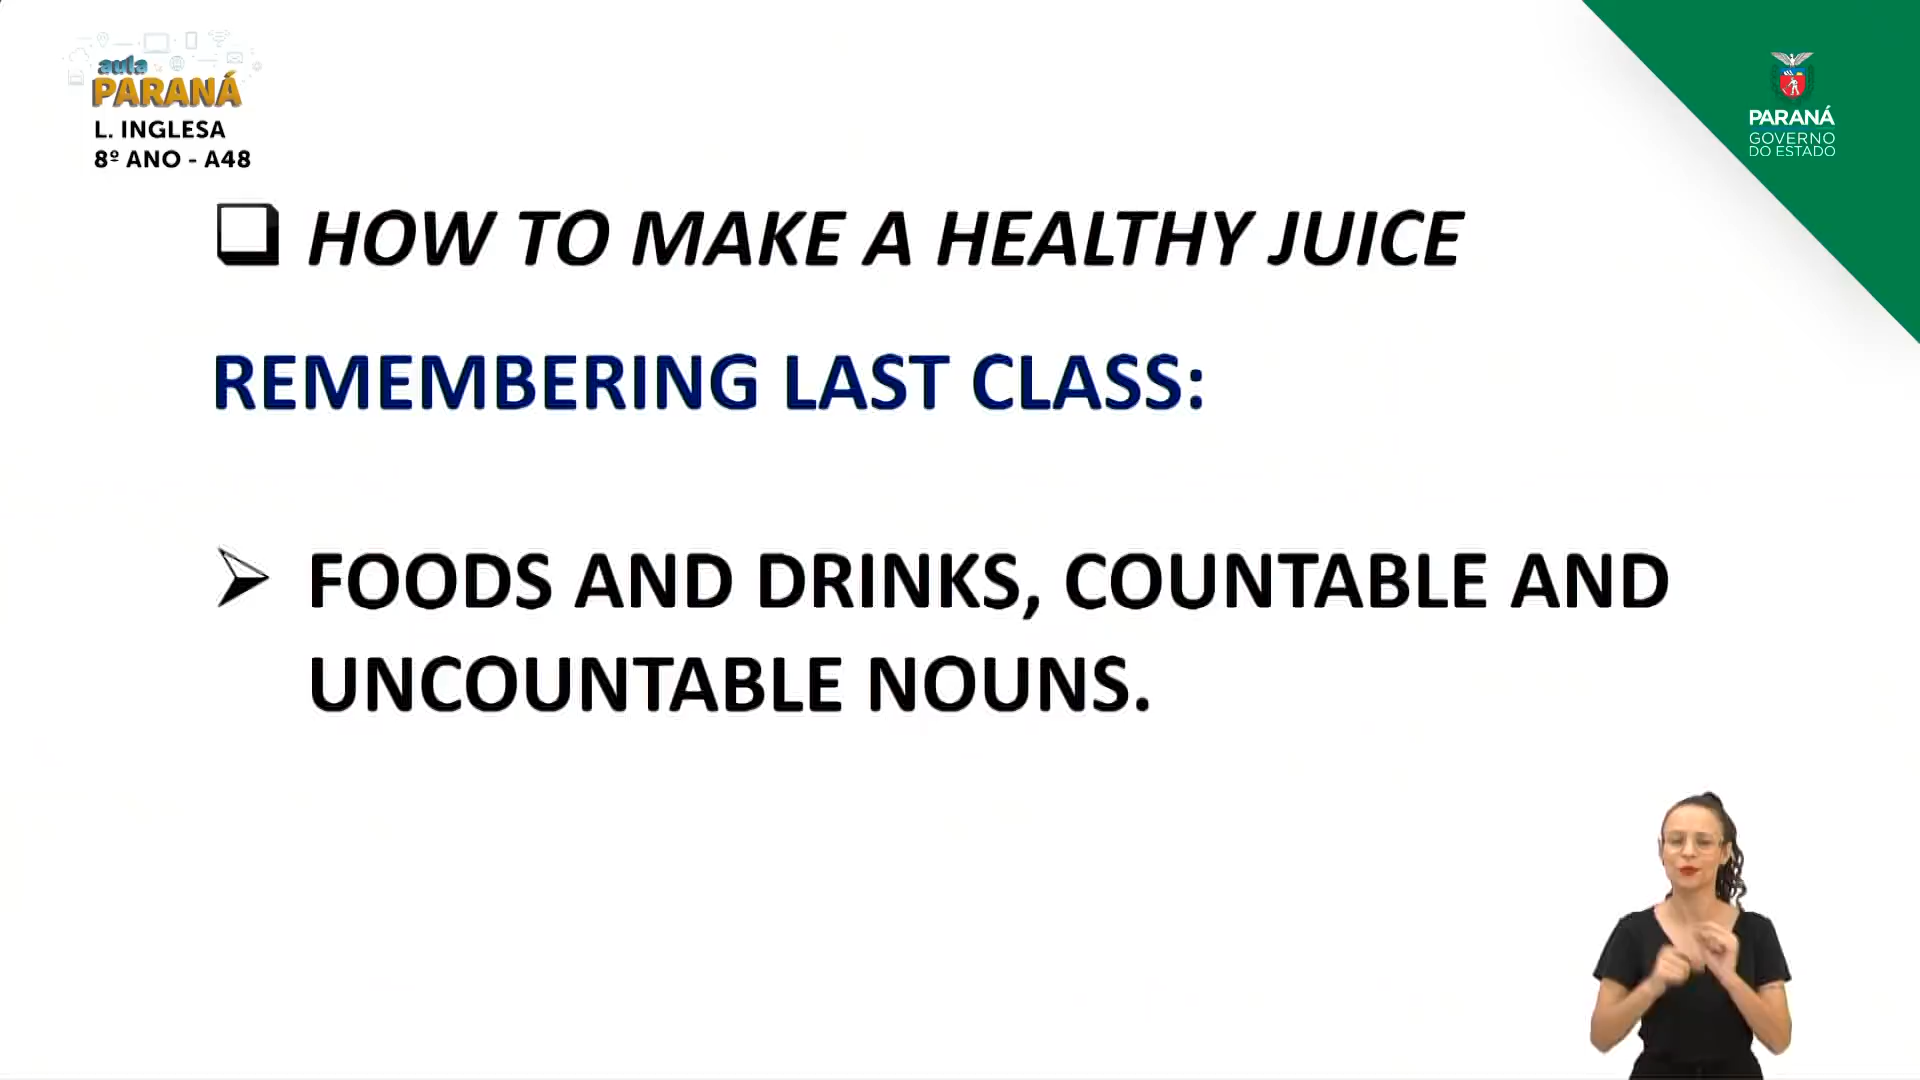 aula
PARANÁ
L. INGLESA
8º ANO - A48
PARANÁ
GOVERNO
DO ESTADO
HOW TO MAKE A HEALTHY JUICE
REMEMBERING LAST CLASS:
FOODS AND DRINKS, COUNTABLE AND
UNCOUNTABLE NOUNS.